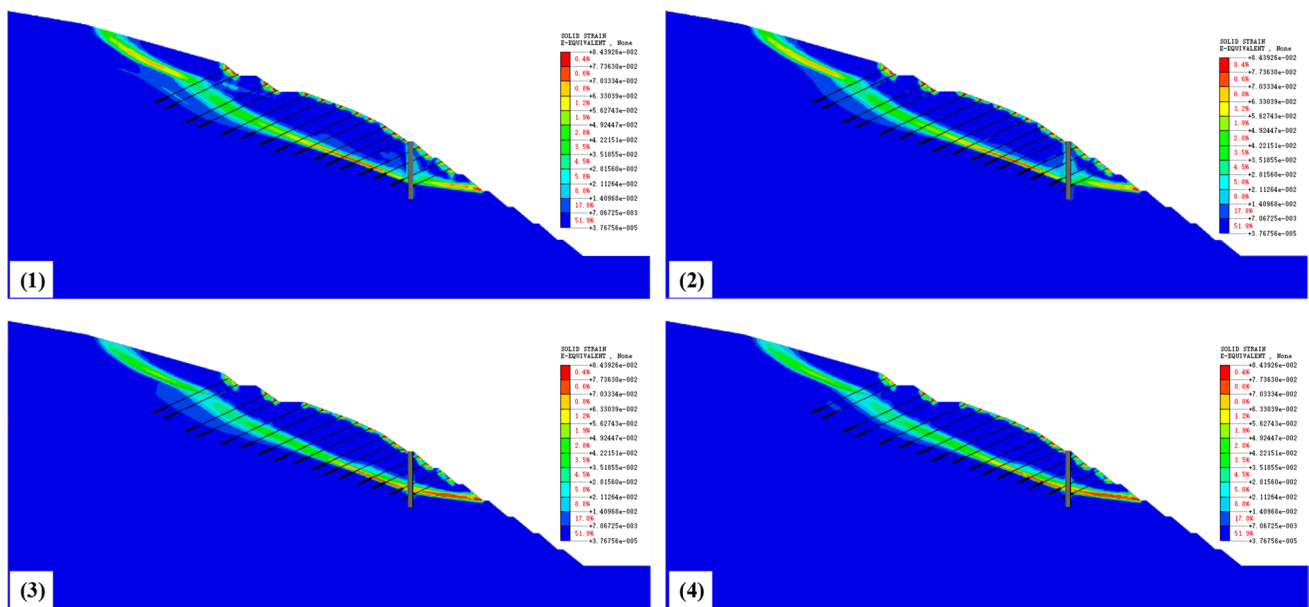 SOLID STRAIN
E-EQUIVALENT , None
+8.43926e-002
0.4%
+7.73630e-002
0.6%
+7.03334e-002
0.8%
+6.33039e-002
1.2%
+5.62743e-002
1.9%
+4.92447e-002
2.8%
+4.22151e-002
3.5%
+3.51855e-002
4.5%
+2.81560e-002
5.8%
+2.11264e-002
8.8%
+1.40968e-002
17.8%
+7.06725e-003
51.9%
+3.76756e-005
(1)
SOLID STRAIN
E-EQUIVALENT , None
+8.43926e-002
0.4%
+7.73630e-002
0.6%
+7.03334e-002
0.8%
+6.33039e-002
1.2%
+5.62743e-002
1.9%
+4.92447e-002
2.8%
+4.22151e-002
3.5%
+3.51855e-002
4.5%
+2.81560e-002
5.8%
+2.11264e-002
8.8%
+1.40968e-002
17.8%
+7.06725e-003
51.9%
+3.76756e-005
(2)
SOLID STRAIN
E-EQUIVALENT , None
+8.43926e-002
0.4%
+7.73630e-002
0.6%
+7.03334e-002
0.8%
+6.33039e-002
1.2%
+5.62743e-002
1.9%
+4.92447e-002
2.8%
+4.22151e-002
3.5%
+3.51855e-002
4.5%
+2.81560e-002
5.8%
+2.11264e-002
8.8%
+1.40968e-002
17.8%
+7.06725e-003
51.9%
+3.76756e-005
(3)
SOLID STRAIN
E-EQUIVALENT , None
+8.43926e-002
0.4%
+7.73630e-002
0.6%
+7.03334e-002
0.8%
+6.33039e-002
1.2%
+5.62743e-002
1.9%
+4.92447e-002
2.8%
+4.22151e-002
3.5%
+3.51855e-002
4.5%
+2.81560e-002
5.8%
+2.11264e-002
8.8%
+1.40968e-002
17.8%
+7.06725e-003
51.9%
+3.76756e-005
(4)